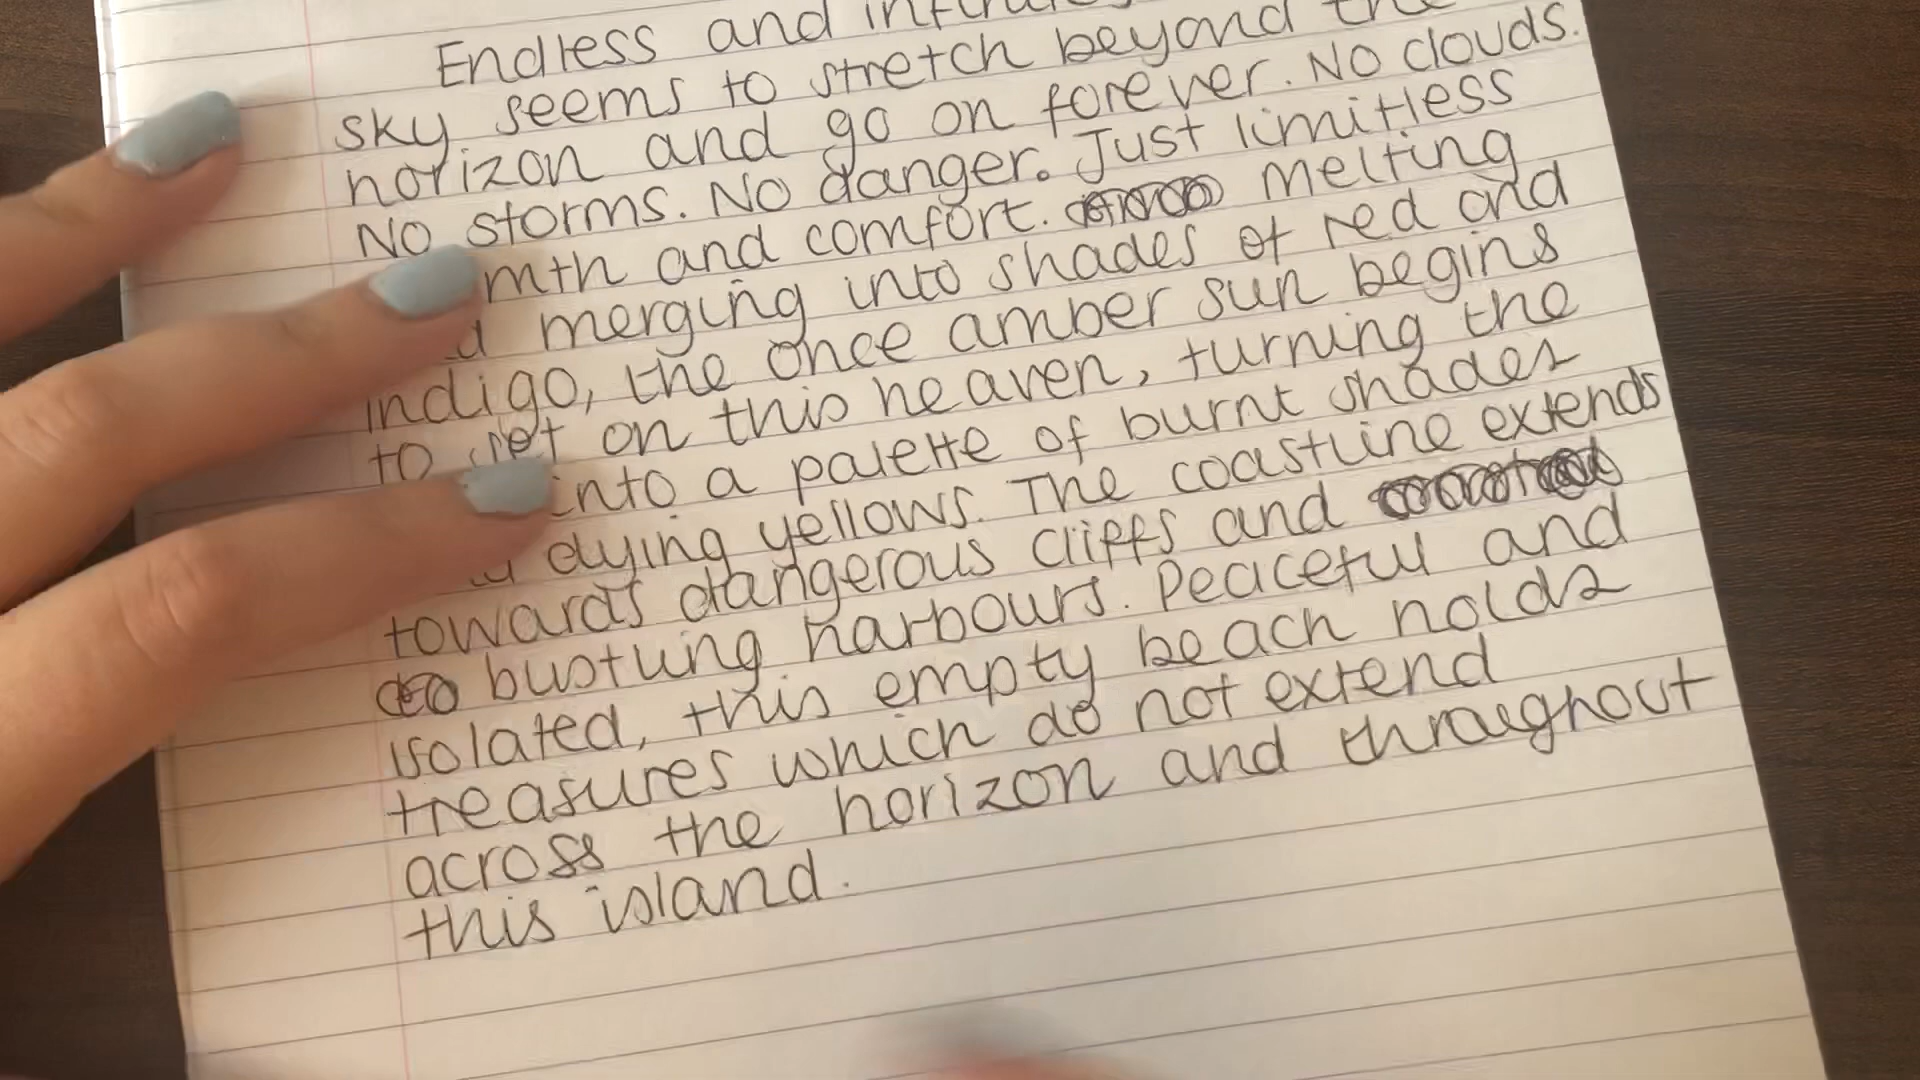 Endless and
sky seems to stretch beyond the
horizon and go on forever. No clouds.
No storms. No danger. Just limitless
and comfort. melting
merging into shades of red and
indigo, the once amber sun begins
to set on this heaven, turning the
into a palette of burnt shades
dying yellows. The coastline extends
towards dangerous cliffs and
bustling harbours. Peaceful and
isolated, this empty beach holds
treasures which do not extend
across the horizon and throughout
this island.